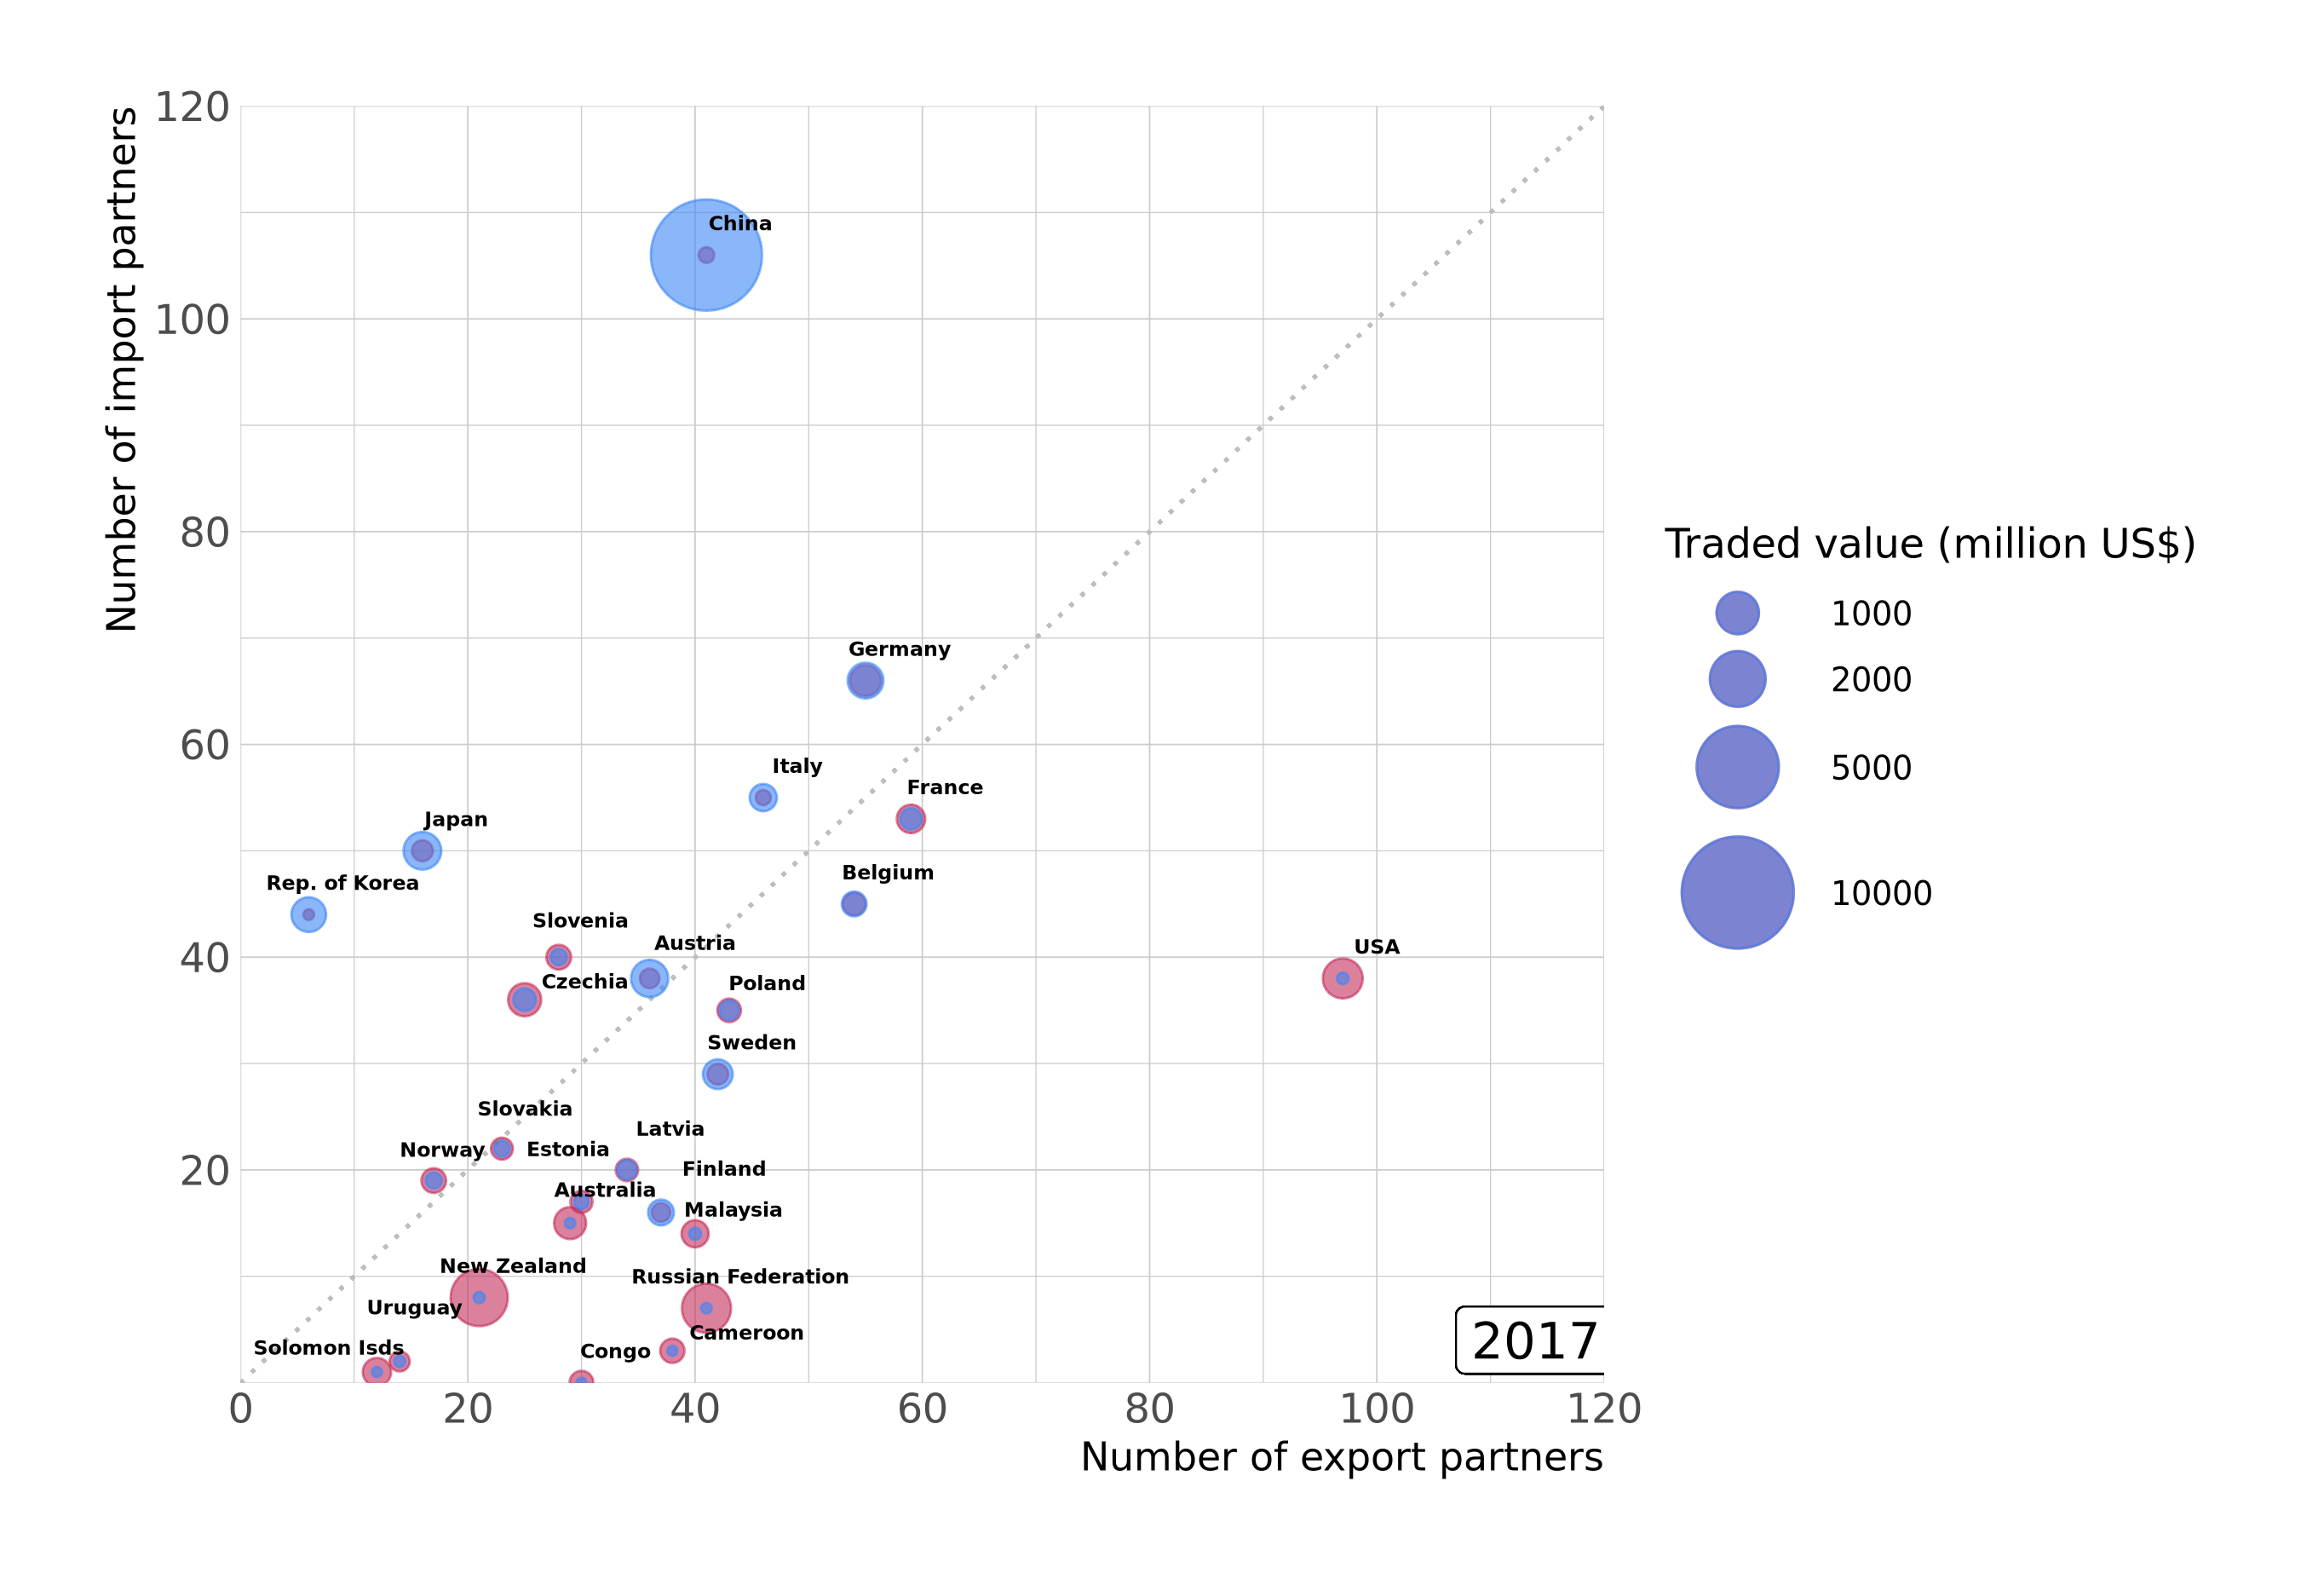 Number of import partners
120
100
80
60
40
20
China
Germany
Italy
France
Japan
Belgium
Rep. of Korea
Slovenia
Austria
USA
Czechia
Poland
Sweden
Slovakia
Latvia
Norway
Estonia
Finland
Australia
Malaysia
New Zealand
Russian Federation
Uruguay
Cameroon
Solomon Isds
Congo
2017
0 20 40 60 80 100 120
Number of export partners
Traded value (million US$)
1000
2000
5000
10000